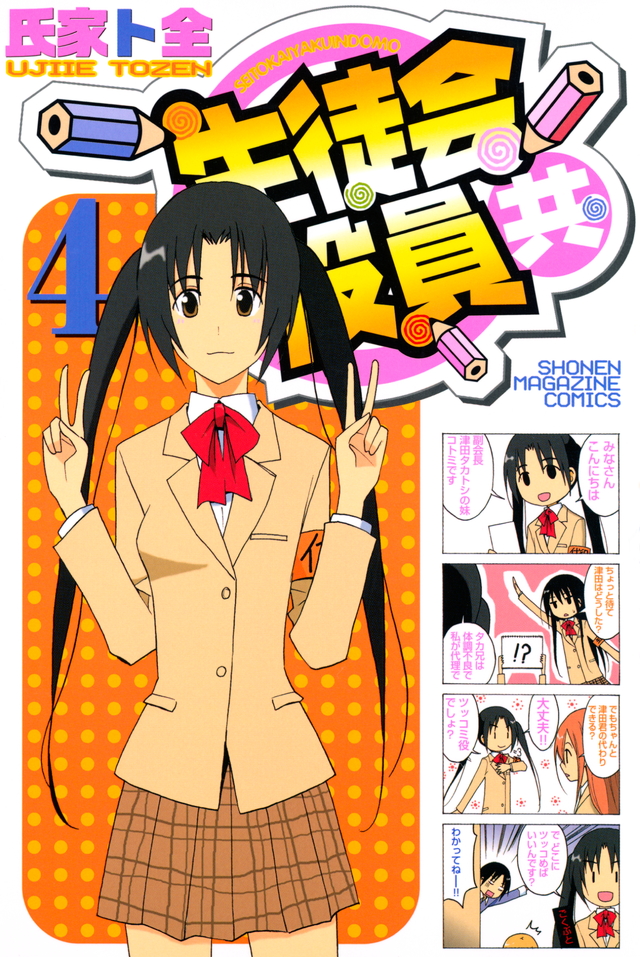 氏家ト全
UJIIE TOZEN
SEITOKAIYAKUINDOMO
生徒会
役員
共
4
SHONEN
MAGAZINE
COMICS
みなさん
こんにちは
副会長
津田タカトシの妹
コトミです
代理
ちょっと待て
津田はどうした?
!?
タカ兄は
体調不良で
私が代理で
でもちゃんと
津田君の代わり
できる?
大丈夫!!
ツッコミ役
でしょ?
で どこに
ツッコめば
いいんです?
わかってねー!!